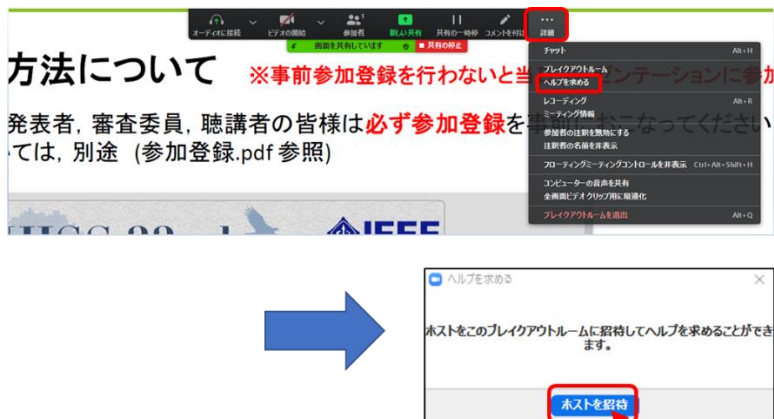 オーディオに接続 ビデオの開始 参加者 1 新しい共有 共有の一時停 コメントを付け 詳細
画面を共有しています 共有の停止
方法について ※事前参加登録を行わないと当
発表者, 審査委員, 聴講者の皆様は必ず参加登録を
ては, 別途 (参加登録.pdf 参照)
チャット Alt+H
ブレイクアウトルーム
ヘルプを求める
レコーディング Alt+R
ミーティング情報
参加者の注釈を無効にする
注釈者の名前を非表示
フローティングミーティングコントロールを非表示 Ctrl+Alt+Shift+H
コンピューターの音声を共有
全画面ビデオ クリップ用に最適化
ブレイクアウトルームを退出 Alt+Q
IEEE
ヘルプを求める
ホストをこのブレイクアウトルームに招待してヘルプを求めることができ
ます。
ホストを招待